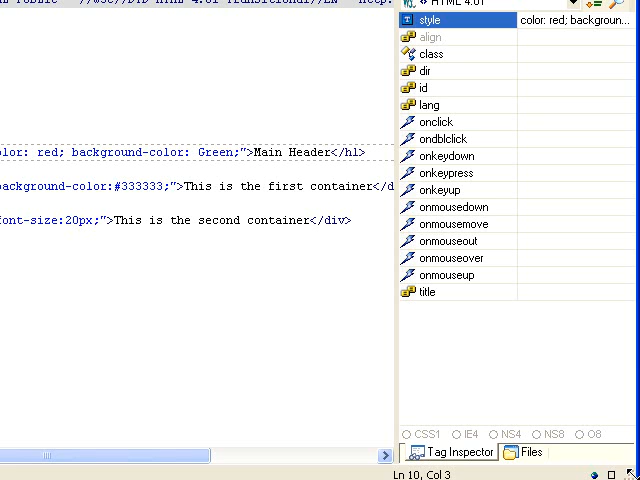 HTML 4.01
style color: red; backgroun...
align
class
dir
id
lang
onclick
ondblclick
onkeydown
onkeypress
onkeyup
onmousedown
onmousemove
onmouseout
onmouseover
onmouseup
title
olor: red; background-color: Green;">Main Header</h1>
background-color:#333333;">This is the first container</d
font-size:20px;">This is the second container</div>
CSS1 IE4 NS4 NS8 O8
Tag Inspector Files
Ln 10, Col 3